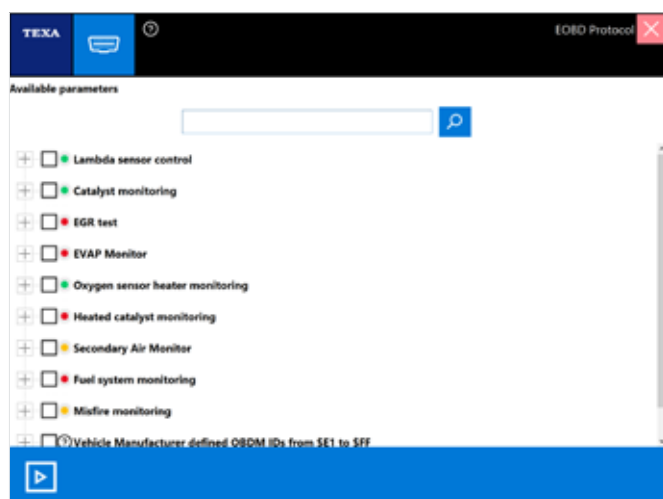 TEXA
EOBD Protocol
Available parameters
Lambda sensor control
Catalyst monitoring
EGR test
EVAP Monitor
Oxygen sensor heater monitoring
Heated catalyst monitoring
Secondary Air Monitor
Fuel system monitoring
Misfire monitoring
Vehicle Manufacturer defined OBDM IDs from $E1 to $FF